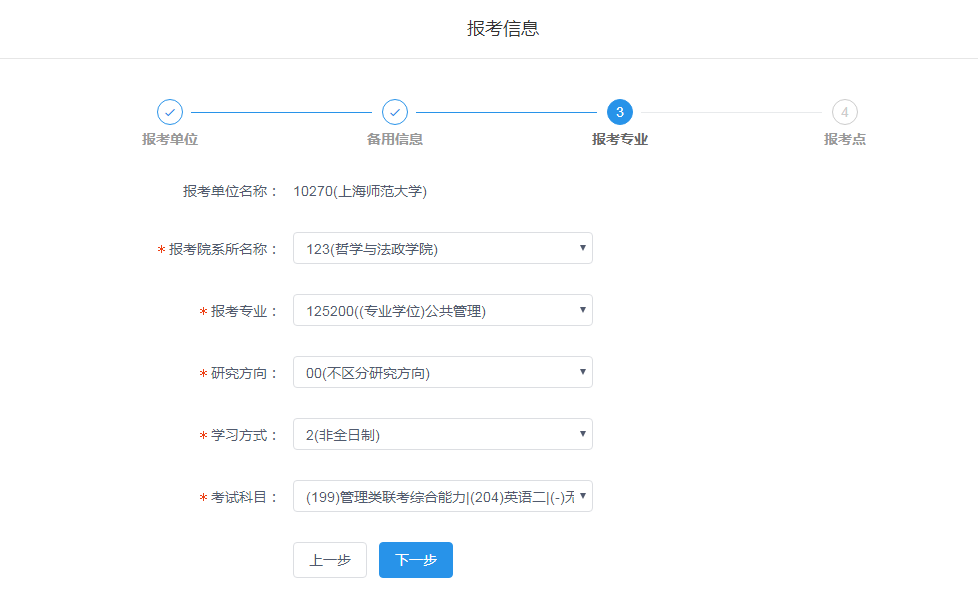 报考信息
3 4
报考单位 备用信息 报考专业 报考点
报考单位名称： 10270(上海师范大学)
*报考院系所名称： 123(哲学与法政学院)
*报考专业： 125200((专业学位)公共管理)
*研究方向： 00(不区分研究方向)
*学习方式： 2(非全日制)
*考试科目： (199)管理类联考综合能力|(204)英语二|(-)
上一步 下一步